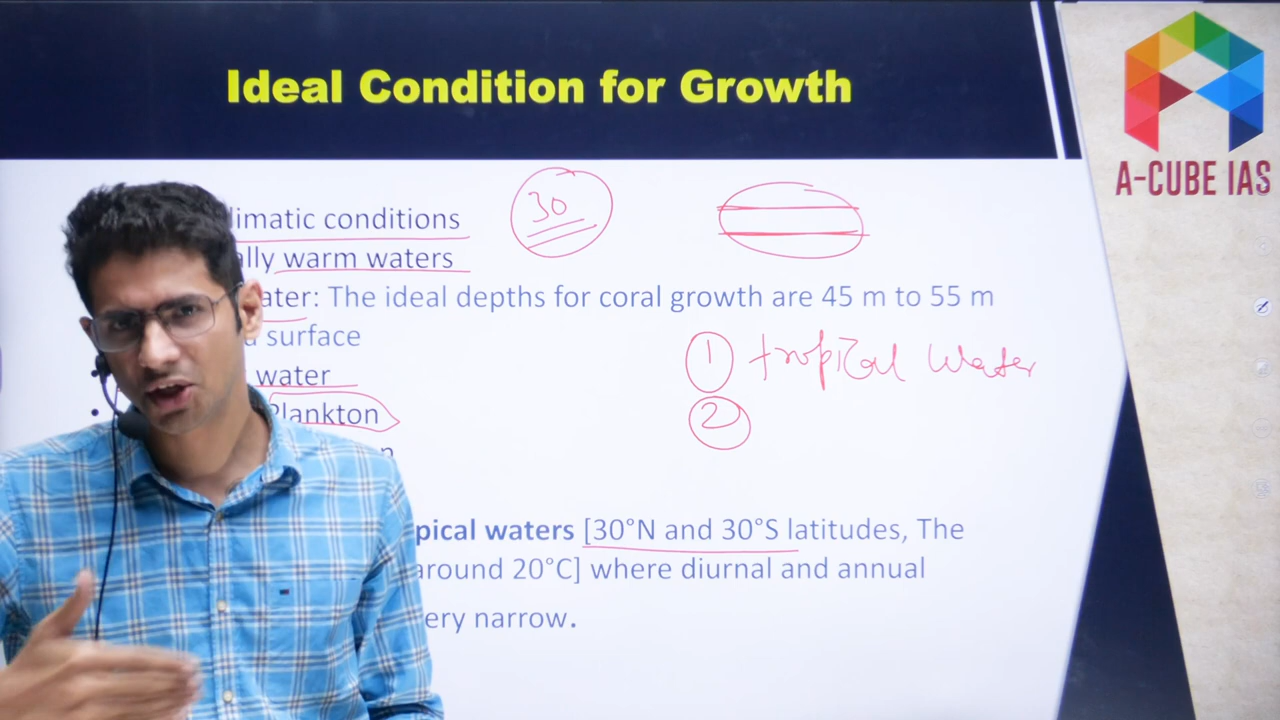 Ideal Condition for Growth
A-CUBE IAS
limatic conditions
30
ally warm waters
ater: The ideal depths for coral growth are 45 m to 55 m
surface
1 tropical water
water
Plankton
2
n
pical waters [30°N and 30°S latitudes, The
around 20°C] where diurnal and annual
ery narrow.